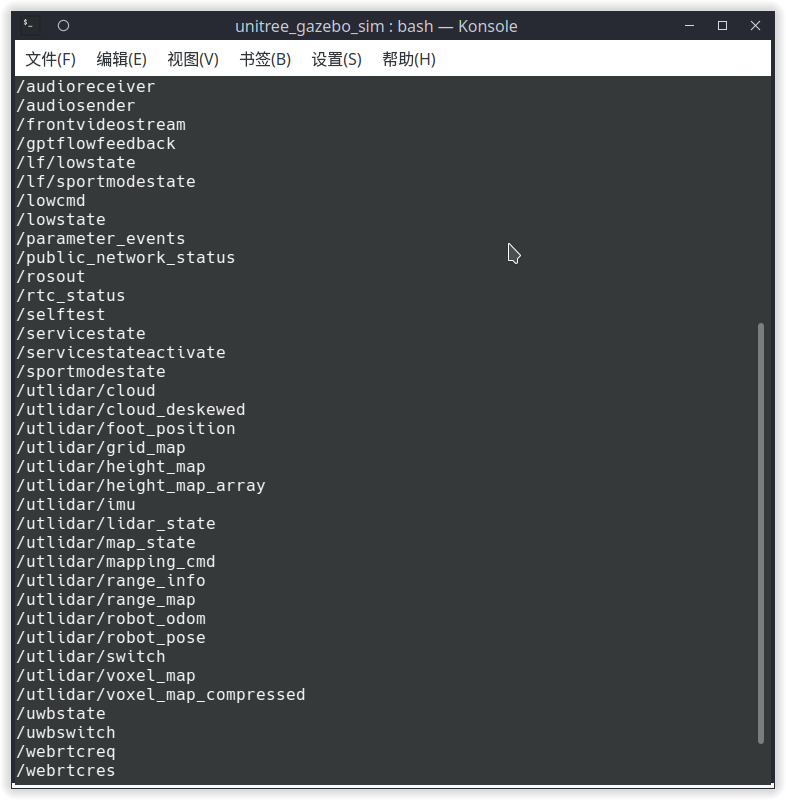 unitree_gazebo_sim : bash — Konsole
文件(F) 编辑(E) 视图(V) 书签(B) 设置(S) 帮助(H)
/audioreceiver
/audiosender
/frontvideostream
/gptflowfeedback
/lf/lowstate
/lf/sportmodestate
/lowcmd
/lowstate
/parameter_events
/public_network_status
/rosout
/rtc_status
/selftest
/servicestate
/servicestateactivate
/sportmodestate
/utlidar/cloud
/utlidar/cloud_deskewed
/utlidar/foot_position
/utlidar/grid_map
/utlidar/height_map
/utlidar/height_map_array
/utlidar/imu
/utlidar/lidar_state
/utlidar/map_state
/utlidar/mapping_cmd
/utlidar/range_info
/utlidar/range_map
/utlidar/robot_odom
/utlidar/robot_pose
/utlidar/switch
/utlidar/voxel_map
/utlidar/voxel_map_compressed
/uwbstate
/uwbswitch
/webrtcreq
/webrtcres